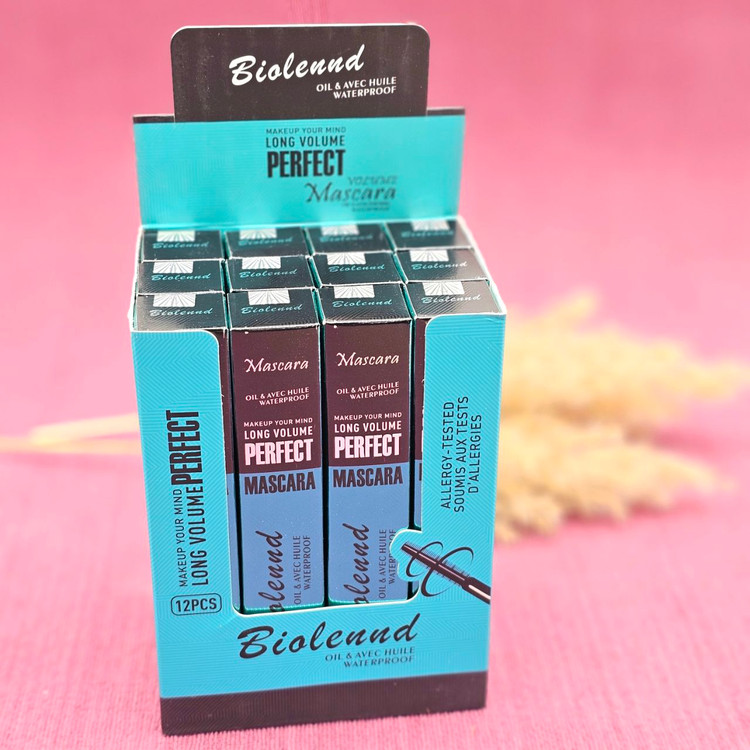 Biolennd
OIL & AVEC HUILE
WATERPROOF
MAKEUP YOUR MIND
LONG VOLUME
PERFECT
VOLUME
Mascara
Biolennd
Biolennd
Biolennd
Biolennd
Biolennd
Biolennd
Biolennd
Biolennd
Biolennd
Biolennd
Biolennd
Biolennd
Mascara
OIL & AVEC HUILE
WATERPROOF
MAKEUP YOUR MIND
LONG VOLUME
PERFECT
MASCARA
olennd
OIL & AVEC HUILE
WATERPROOF
Mascara
OIL & AVEC HUILE
WATERPROOF
MAKEUP YOUR MIND
LONG VOLUME
PERFECT
MASCARA
olennd
OIL & AVEC HUILE
WATERPROOF
MAKEUP YOUR MIND
LONG VOLUME PERFECT
12PCS
ALLERGY-TESTED
SOUMIS AUX TESTS
D'ALLERGIES
Biolennd
OIL & AVEC HUILE
WATERPROOF